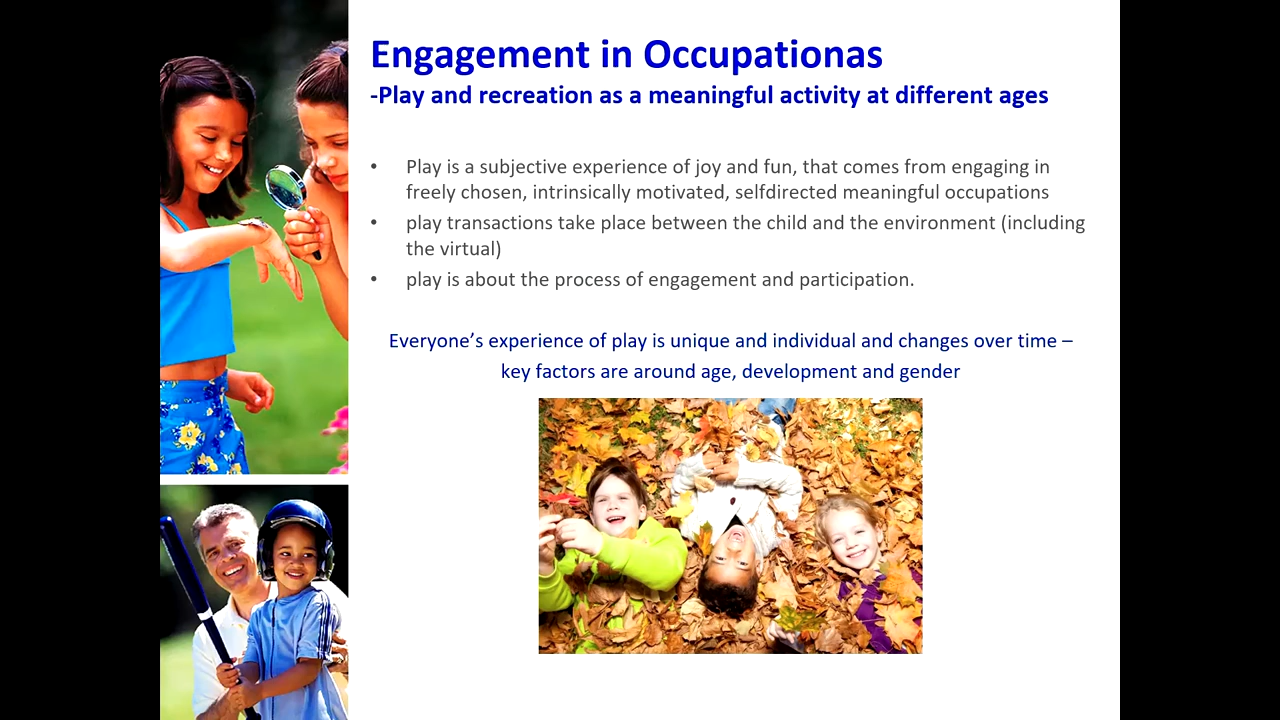 Engagement in Occupationas
-Play and recreation as a meaningful activity at different ages
• Play is a subjective experience of joy and fun, that comes from engaging in
freely chosen, intrinsically motivated, selfdirected meaningful occupations
• play transactions take place between the child and the environment (including
the virtual)
• play is about the process of engagement and participation.
Everyone’s experience of play is unique and individual and changes over time –
key factors are around age, development and gender